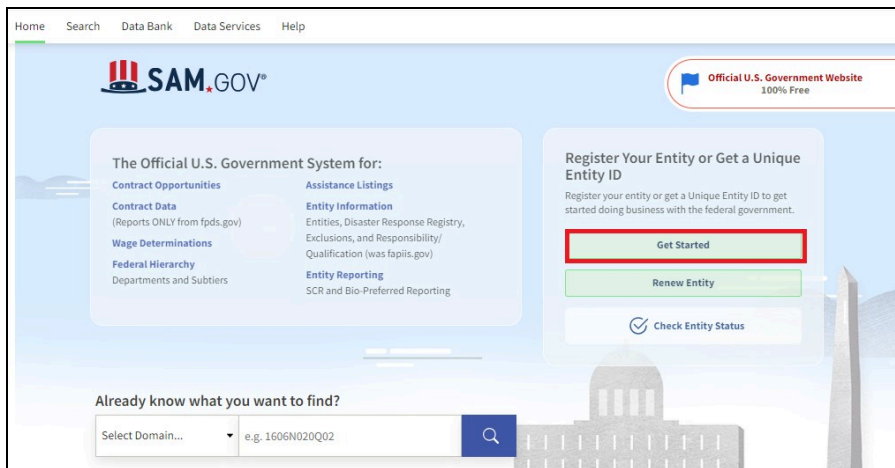 Home Search Data Bank Data Services Help
SAM.GOV®
Official U.S. Government Website
100% Free
The Official U.S. Government System for:
Contract Opportunities
Contract Data
(Reports ONLY from fpds.gov)
Wage Determinations
Federal Hierarchy
Departments and Subtiers
Assistance Listings
Entity Information
Entities, Disaster Response Registry,
Exclusions, and Responsibility/
Qualification (was fapiis.gov)
Entity Reporting
SCR and Bio-Preferred Reporting
Register Your Entity or Get a Unique
Entity ID
Register your entity or get a Unique Entity ID to get
started doing business with the federal government.
Get Started
Renew Entity
Check Entity Status
Already know what you want to find?
Select Domain... e.g. 1606N020Q02